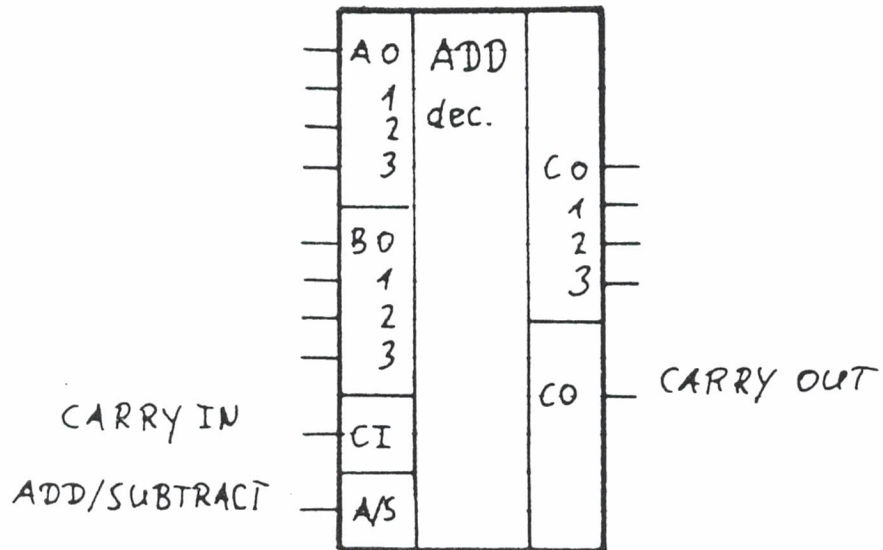 A0 ADD
1 dec.
2
3
C0
1
2
3
B0
1
2
3
CO CARRY OUT
CARRY IN CI
ADD/SUBTRACT A/S